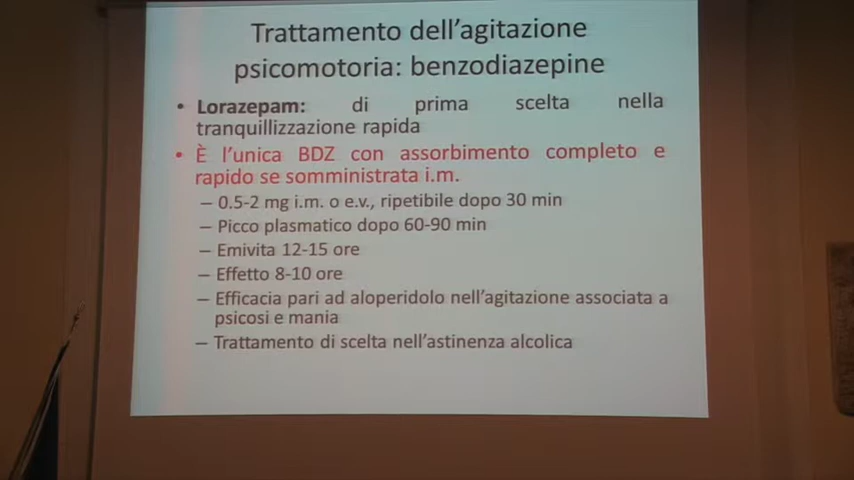 Trattamento dell'agitazione
psicomotoria: benzodiazepine
• Lorazepam: di prima scelta nella
tranquillizzazione rapida
• È l'unica BDZ con assorbimento completo e
rapido se somministrata i.m.
– 0.5-2 mg i.m. o e.v., ripetibile dopo 30 min
– Picco plasmatico dopo 60-90 min
– Emivita 12-15 ore
– Effetto 8-10 ore
– Efficacia pari ad aloperidolo nell'agitazione associata a
psicosi e mania
– Trattamento di scelta nell'astinenza alcolica